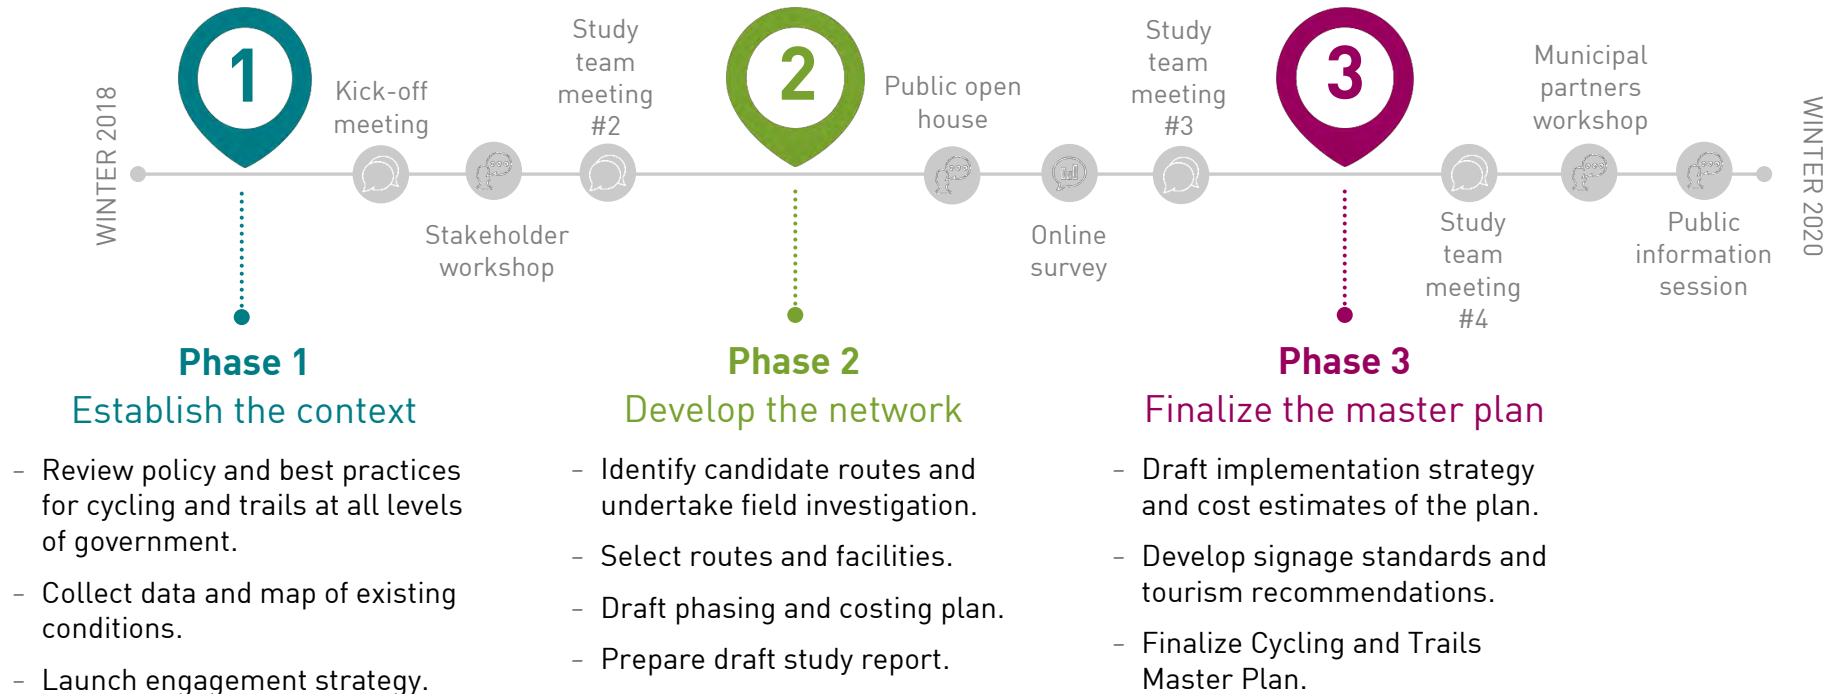 WINTER 2018
1
Kick-off
meeting
Stakeholder
workshop
Study
team
meeting
#2
2
Public open
house
Online
survey
Study
team
meeting
#3
3
Study
team
meeting
#4
Municipal
partners
workshop
Public
information
session
WINTER 2020
Phase 1
Establish the context
- Review policy and best practices
for cycling and trails at all levels
of government.
- Collect data and map of existing
conditions.
- Launch engagement strategy.
Phase 2
Develop the network
- Identify candidate routes and
undertake field investigation.
- Select routes and facilities.
- Draft phasing and costing plan.
- Prepare draft study report.
Phase 3
Finalize the master plan
- Draft implementation strategy
and cost estimates of the plan.
- Develop signage standards and
tourism recommendations.
- Finalize Cycling and Trails
Master Plan.